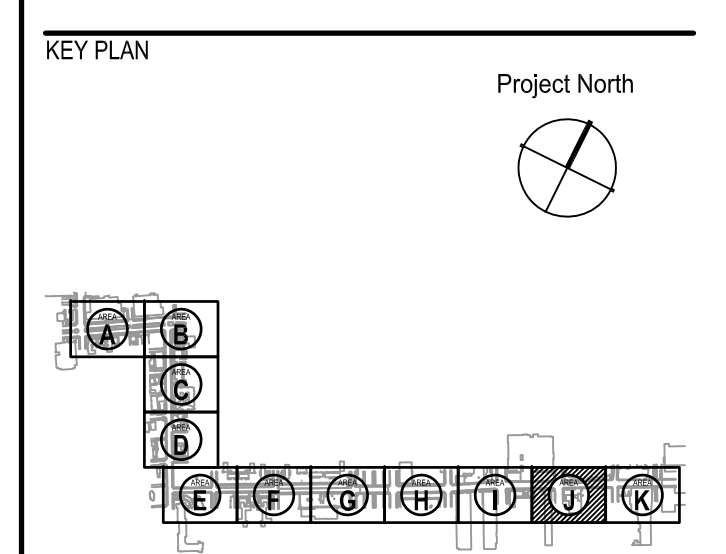 KEY PLAN
Project North
AREA
A
AREA
B
AREA
C
AREA
D
AREA
E
AREA
F
AREA
G
AREA
H
AREA
I
AREA
J
AREA
K